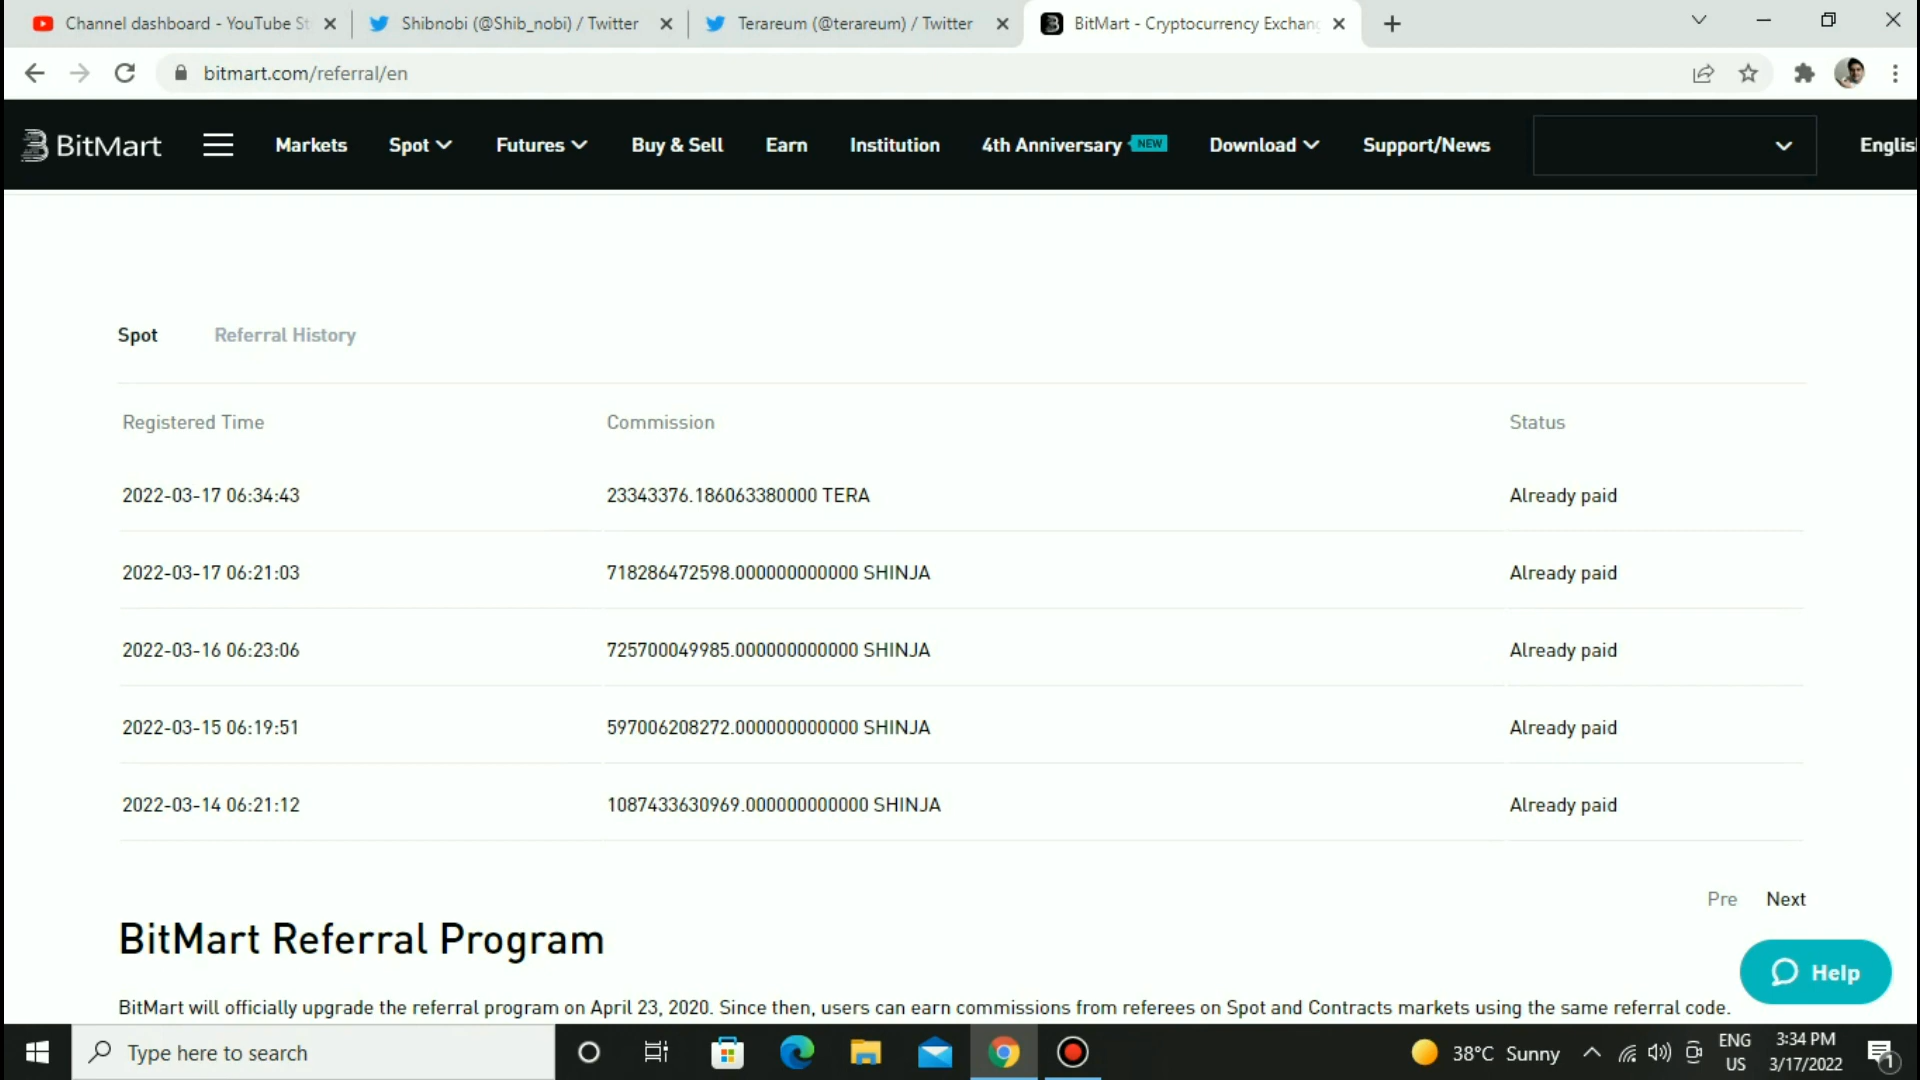 Channel dashboard - YouTube St
Shibnobi (@Shib_nobi) / Twitter
Terareum (@terareum) / Twitter
BitMart - Cryptocurrency Exchang
bitmart.com/referral/en
BitMart
Markets
Spot
Futures
Buy & Sell
Earn
Institution
4th Anniversary NEW
Download
Support/News
English
Spot
Referral History
Registered Time Commission Status
2022-03-17 06:34:43 23343376.186063380000 TERA Already paid
2022-03-17 06:21:03 718286472598.000000000000 SHINJA Already paid
2022-03-16 06:23:06 725700049985.000000000000 SHINJA Already paid
2022-03-15 06:19:51 597006208272.000000000000 SHINJA Already paid
2022-03-14 06:21:12 1087433630969.000000000000 SHINJA Already paid
Pre Next
BitMart Referral Program
Help
BitMart will officially upgrade the referral program on April 23, 2020. Since then, users can earn commissions from referees on Spot and Contracts markets using the same referral code.
Type here to search
38°C Sunny
ENG
US
3:34 PM
3/17/2022
1